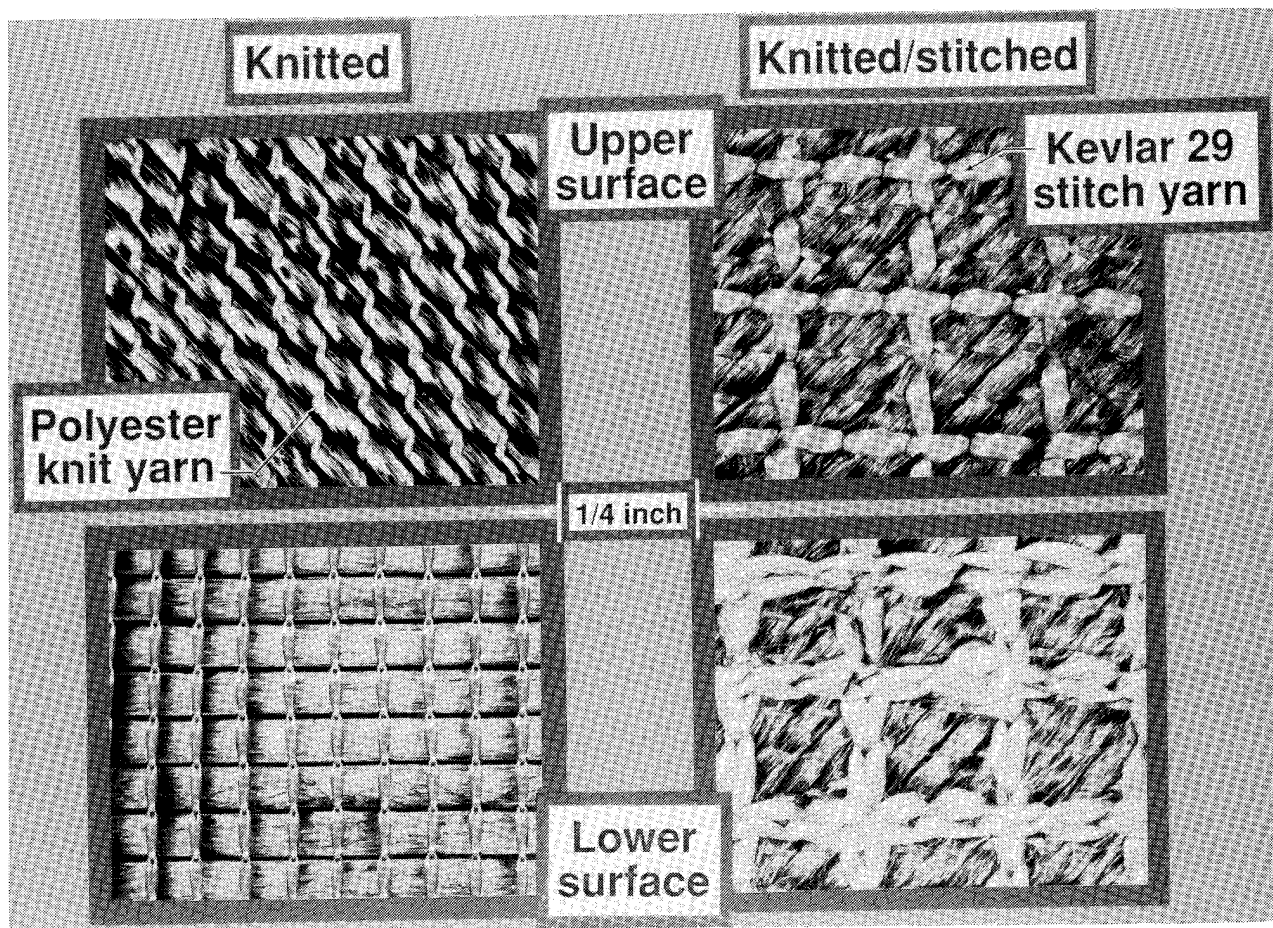 Knitted
Knitted/stitched
Upper
surface
Kevlar 29
stitch yarn
Polyester
knit yarn
1/4 inch
Lower
surface